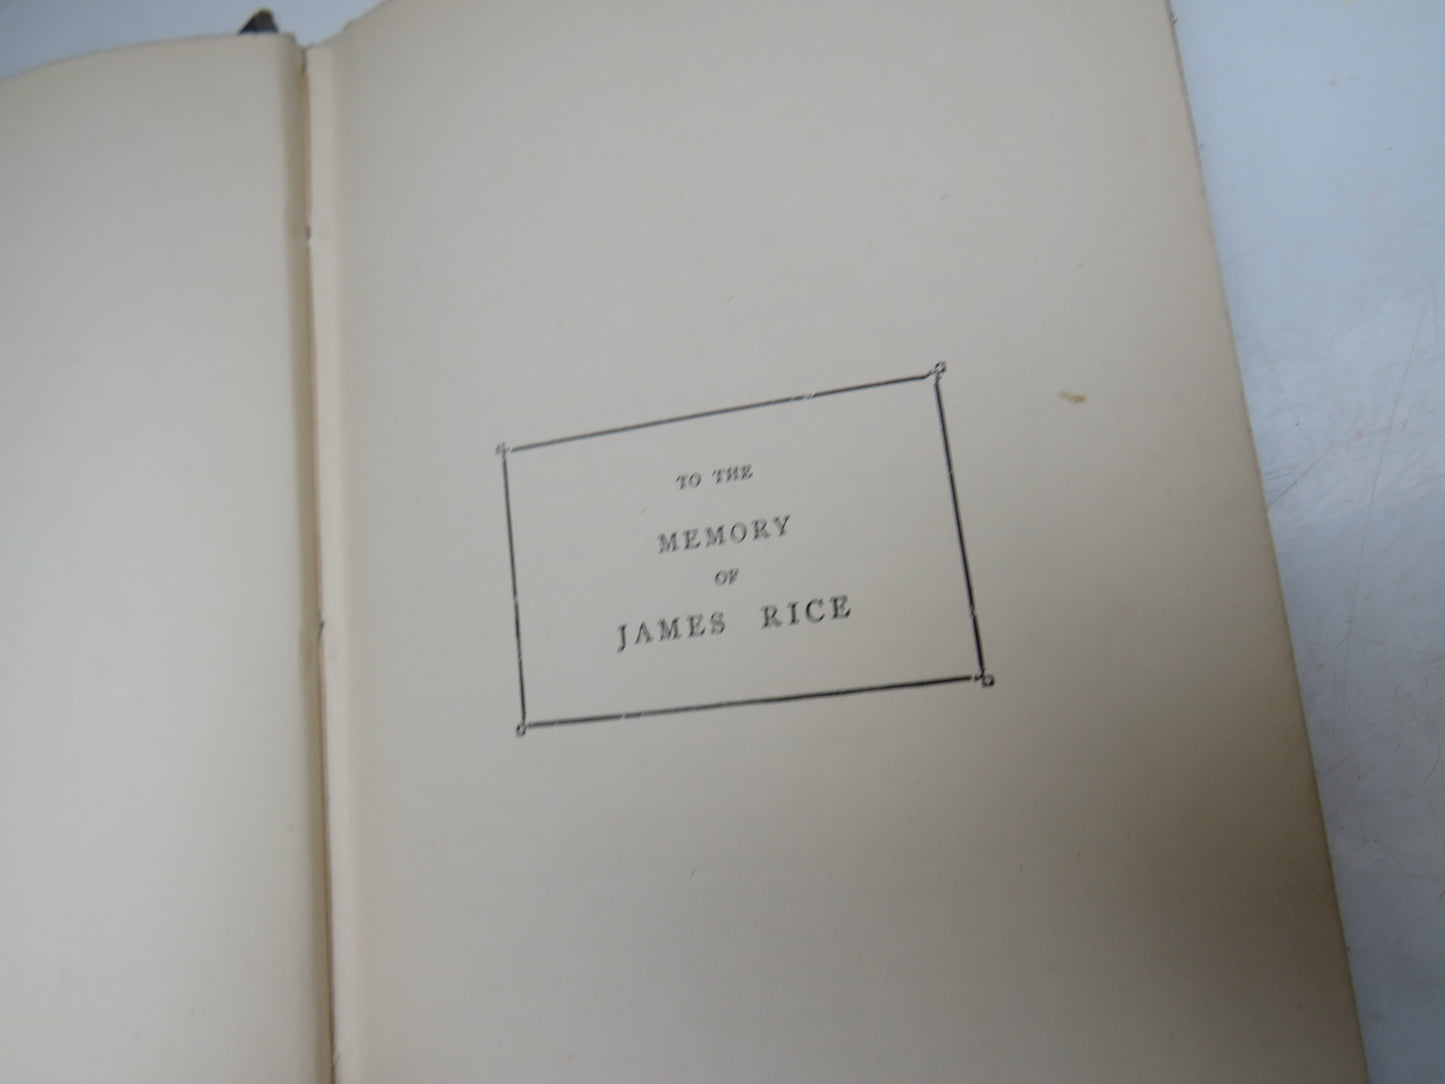 TO THE
MEMORY
OF
JAMES RICE